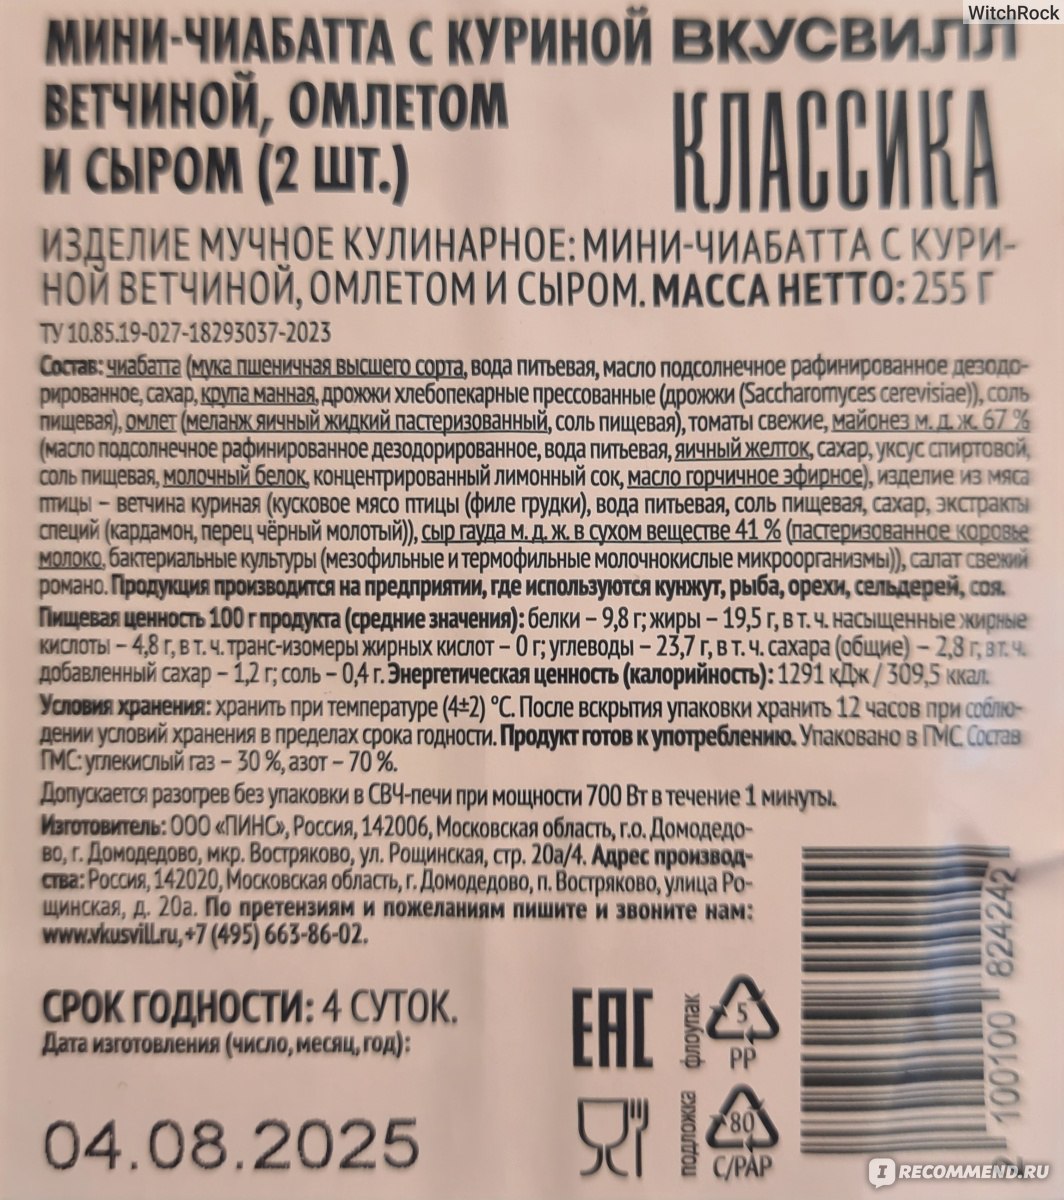 WitchRock
МИНИ-ЧИАБАТТА С КУРИНОЙ
ВЕТЧИНОЙ, ОМЛЕТОМ
И СЫРОМ (2 ШТ.)
ВКУСВИЛЛ
КЛАССИКА
ИЗДЕЛИЕ МУЧНОЕ КУЛИНАРНОЕ: МИНИ-ЧИАБАТТА С КУРИ-
НОЙ ВЕТЧИНОЙ, ОМЛЕТОМ И СЫРОМ. МАССА НЕТТО: 255 Г
ТУ 10.85.19-027-18293037-2023
Состав: чиабатта (мука пшеничная высшего сорта, вода питьевая, масло подсолнечное рафинированное дезодо-
рированное, сахар, крупа манная, дрожжи хлебопекарные прессованные (дрожжи (Saccharomyces cerevisiae)), соль
пищевая), омлет (меланж яичный жидкий пастеризованный, соль пищевая), томаты свежие, майонез м. д. ж. 67 %
(масло подсолнечное рафинированное дезодорированное, вода питьевая, яичный желток, сахар, уксус спиртовой,
соль пищевая, молочный белок, концентрированный лимонный сок, масло горчичное эфирное), изделие из мяса
птицы – ветчина куриная (кусковое мясо птицы (филе грудки), вода питьевая, соль пищевая, сахар, экстракты
специй (кардамон, перец чёрный молотый)), сыр гауда м. д. ж. в сухом веществе 41 % (пастеризованное коровье
молоко, бактериальные культуры (мезофильные и термофильные молочнокислые микроорганизмы)), салат свежий
романо. Продукция производится на предприятии, где используются кунжут, рыба, орехи, сельдерей, соя.
Пищевая ценность 100 г продукта (средние значения): белки – 9,8 г; жиры – 19,5 г, в т. ч. насыщенные жирные
кислоты – 4,8 г, в т. ч. транс-изомеры жирных кислот – 0 г; углеводы – 23,7 г, в т. ч. сахара (общие) – 2,8 г, в т. ч.
добавленный сахар – 1,2 г; соль – 0,4 г. Энергетическая ценность (калорийность): 1291 кДж / 309,5 ккал.
Условия хранения: хранить при температуре (4±2) °С. После вскрытия упаковки хранить 12 часов при соблю-
дении условий хранения в пределах срока годности. Продукт готов к употреблению. Упаковано в ГМС. Состав
ГМС: углекислый газ – 30 %, азот – 70 %.
Допускается разогрев без упаковки в СВЧ-печи при мощности 700 Вт в течение 1 минуты.
Изготовитель: ООО «ПИНС», Россия, 142006, Московская область, г.о. Домодедо-
во, г. Домодедово, мкр. Востряково, ул. Рощинская, стр. 20а/4. Адрес производ-
ства: Россия, 142020, Московская область, г. Домодедово, п. Востряково, улица Ро-
щинская, д. 20а. По претензиям и пожеланиям пишите и звоните нам:
www.vkusvill.ru, +7 (495) 663-86-02.
СРОК ГОДНОСТИ: 4 СУТОК.
Дата изготовления (число, месяц, год):
04.08.2025
EAC
флоупак
5
PP
подложка
80
C/PAP
2 100100 824242
RECOMMEND.RU